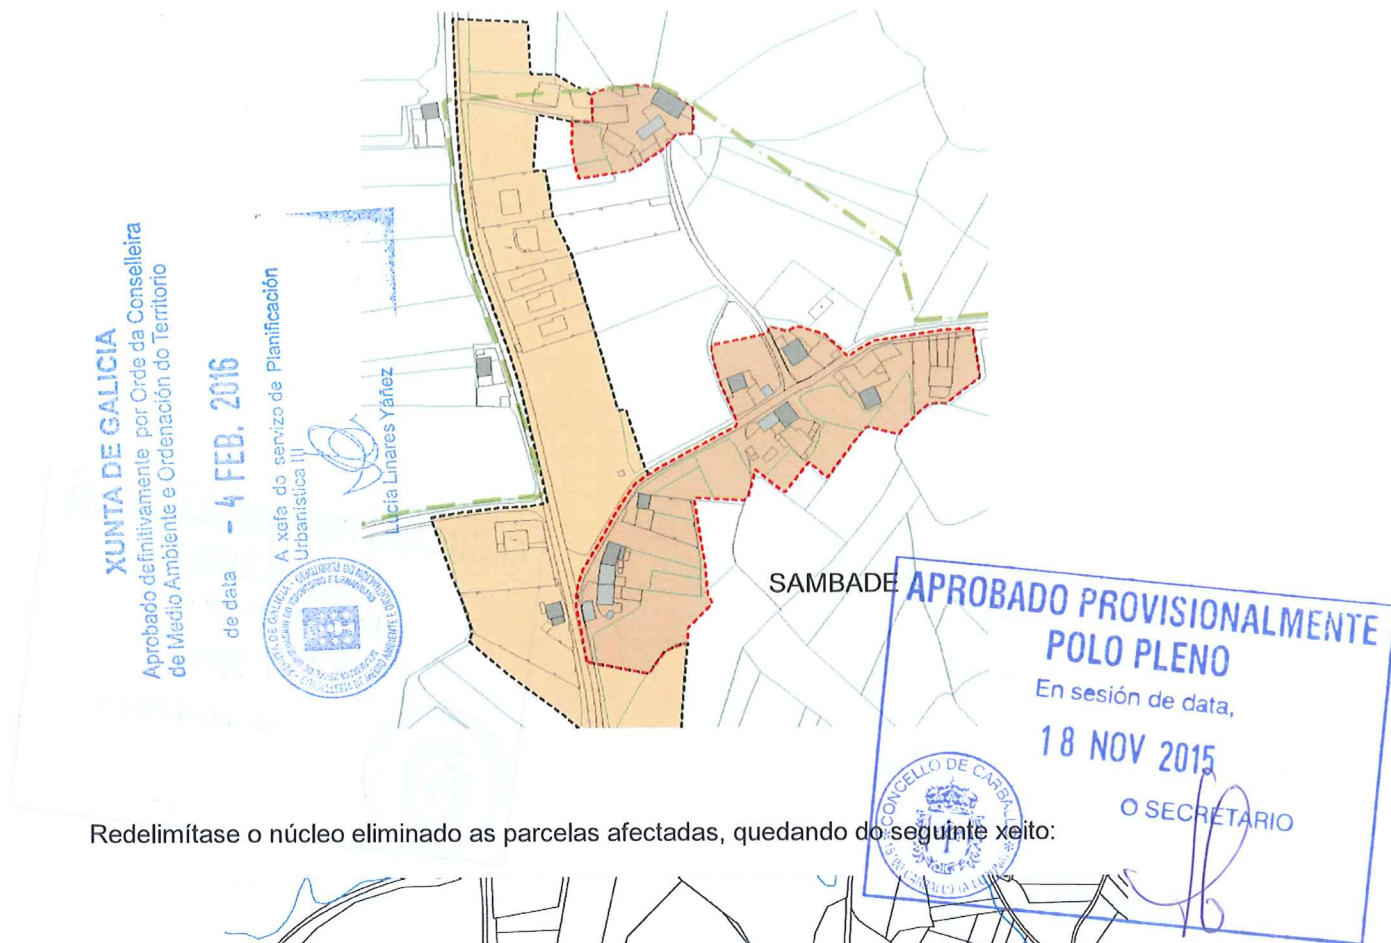 XUNTA DE GALICIA
Aprobado definitivamente por Orde da Conselleira
de Medio Ambiente e Ordenación do Territorio
de data - 4 FEB. 2016
A xefa do servizo de Planificación
Urbanística III
Lucía Linares Yáñez
SAMBADE
APROBADO PROVISIONALMENTE
POLO PLENO
En sesión de data,
18 NOV 2015
O SECRETARIO
CONCELLO DE CARBALLO
Redelimítase o núcleo eliminado as parcelas afectadas, quedando do seguinte xeito: